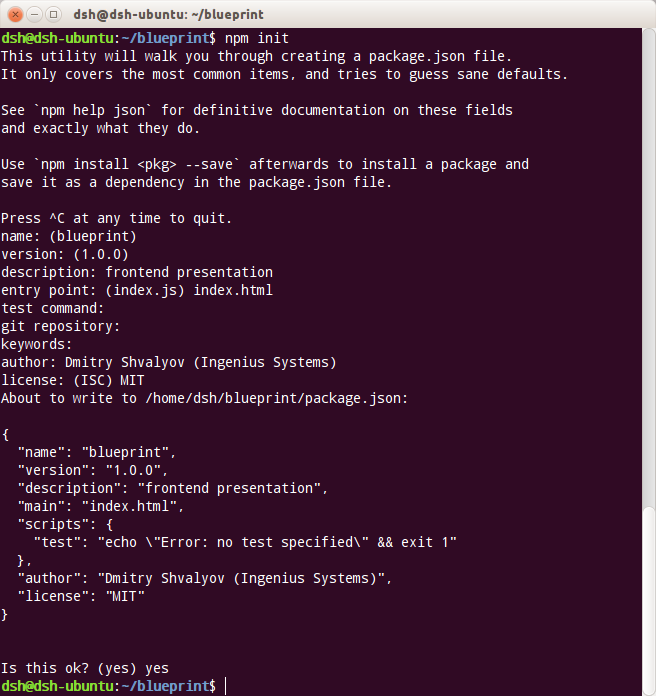 dsh@dsh-ubuntu: ~/blueprint
dsh@dsh-ubuntu:~/blueprint$ npm init
This utility will walk you through creating a package.json file.
It only covers the most common items, and tries to guess sane defaults.

See `npm help json` for definitive documentation on these fields
and exactly what they do.

Use `npm install <pkg> --save` afterwards to install a package and
save it as a dependency in the package.json file.

Press ^C at any time to quit.
name: (blueprint)
version: (1.0.0)
description: frontend presentation
entry point: (index.js) index.html
test command:
git repository:
keywords:
author: Dmitry Shvalyov (Ingenius Systems)
license: (ISC) MIT
About to write to /home/dsh/blueprint/package.json:

{
  "name": "blueprint",
  "version": "1.0.0",
  "description": "frontend presentation",
  "main": "index.html",
  "scripts": {
    "test": "echo \"Error: no test specified\" && exit 1"
  },
  "author": "Dmitry Shvalyov (Ingenius Systems)",
  "license": "MIT"
}


Is this ok? (yes) yes
dsh@dsh-ubuntu:~/blueprint$